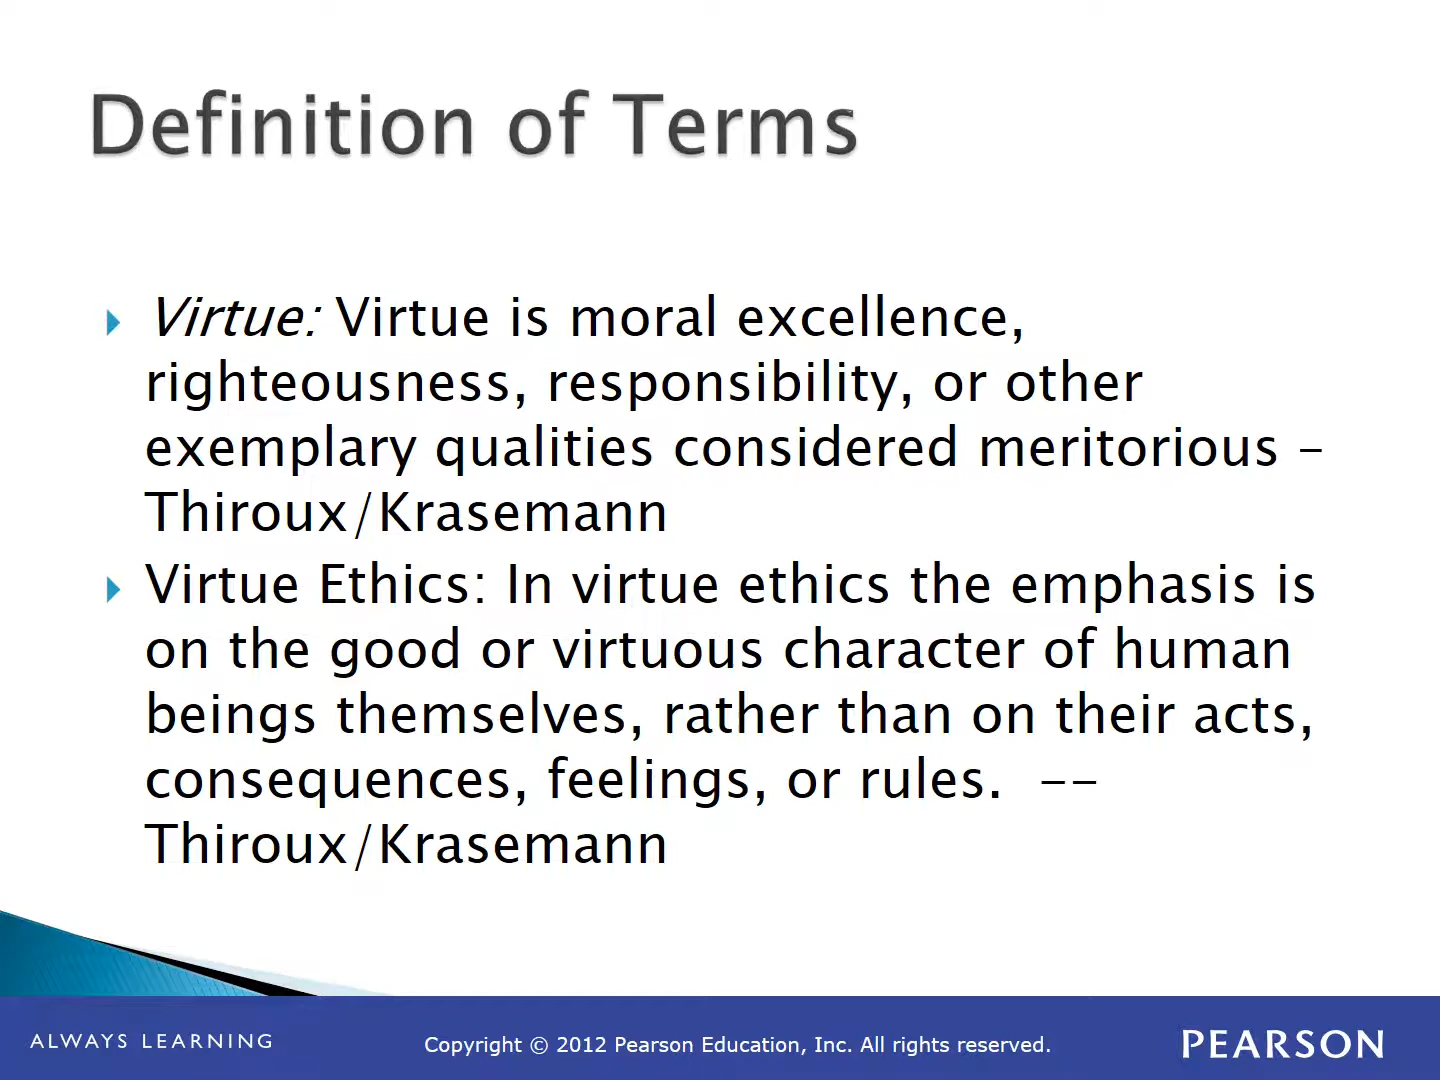 Definition of Terms
Virtue: Virtue is moral excellence,
righteousness, responsibility, or other
exemplary qualities considered meritorious –
Thiroux/Krasemann
Virtue Ethics: In virtue ethics the emphasis is
on the good or virtuous character of human
beings themselves, rather than on their acts,
consequences, feelings, or rules.  --
Thiroux/Krasemann
ALWAYS LEARNING
Copyright © 2012 Pearson Education, Inc. All rights reserved.
PEARSON